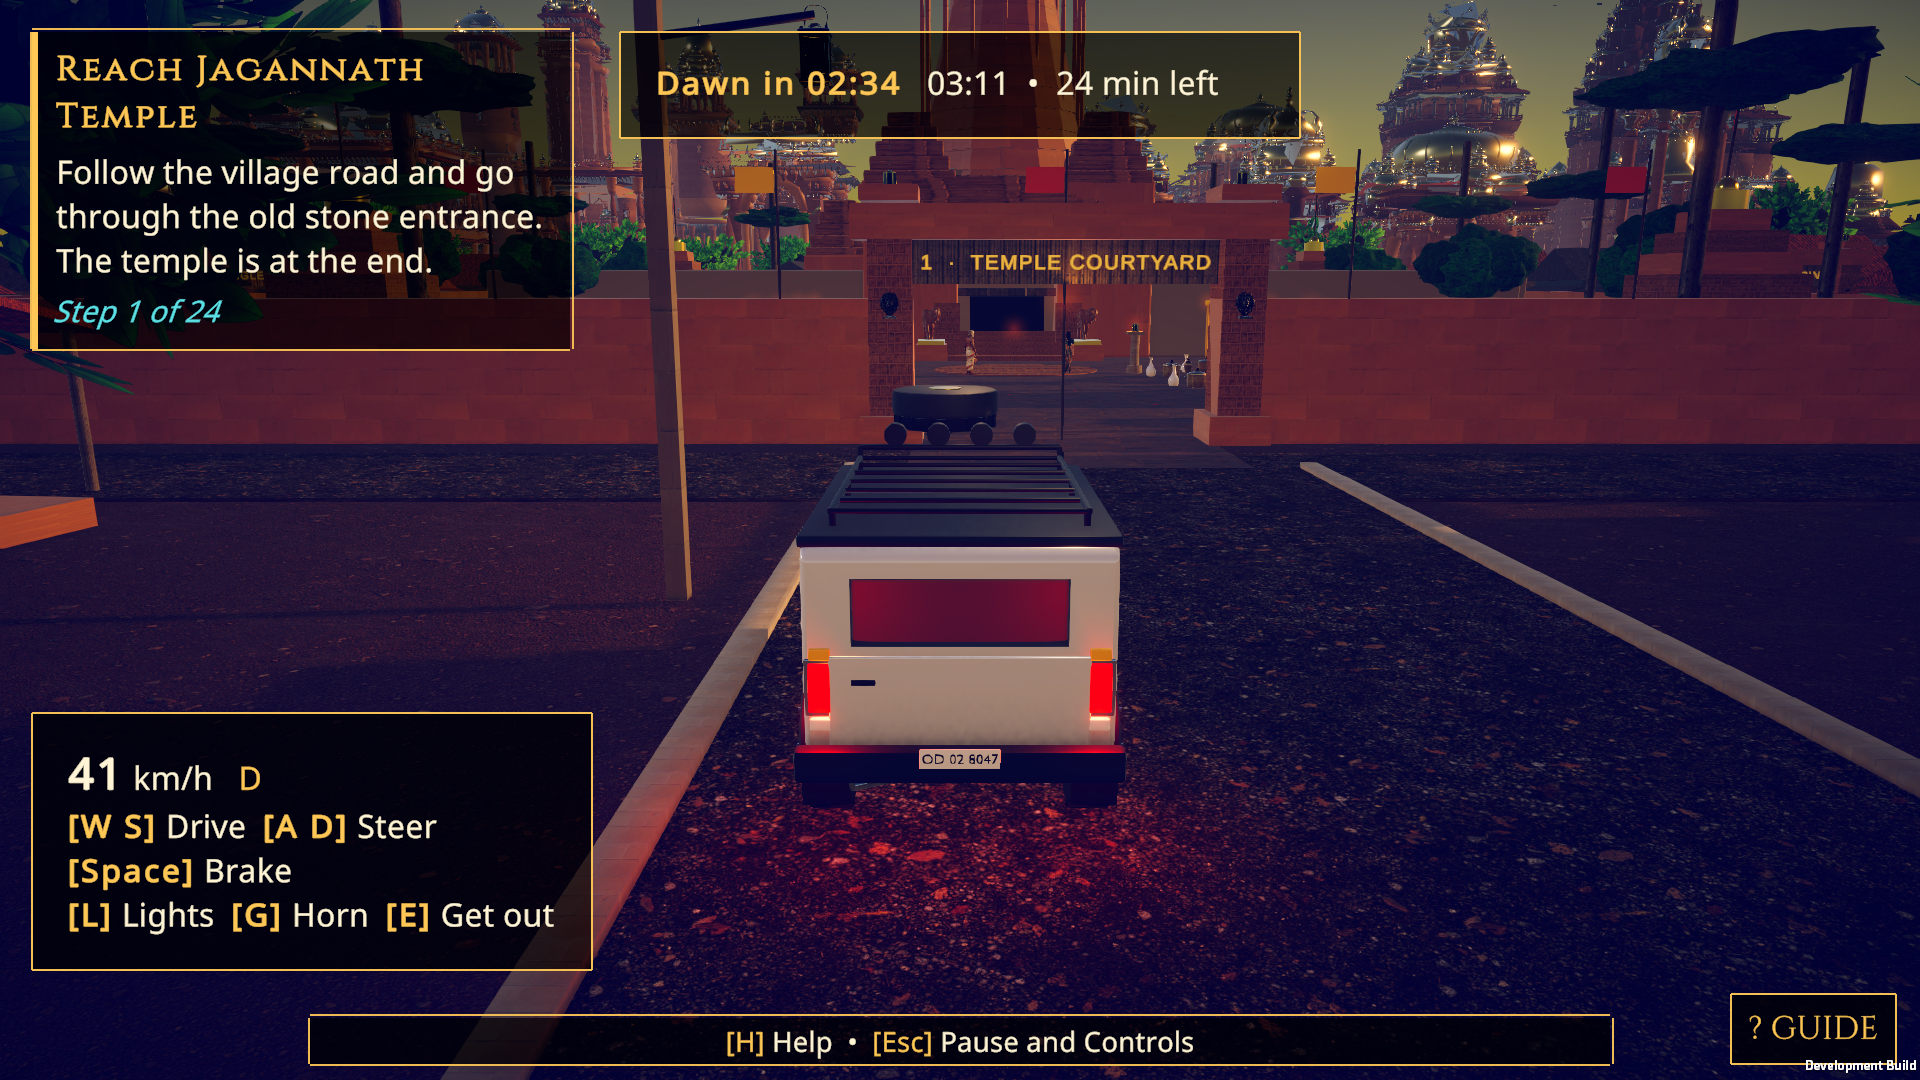 REACH JAGANNATH
TEMPLE
Follow the village road and go
through the old stone entrance.
The temple is at the end.
Step 1 of 24
Dawn in 02:34 03:11 • 24 min left
1 · TEMPLE COURTYARD
OD 02 8047
41 km/h D
[W S] Drive [A D] Steer
[Space] Brake
[L] Lights [G] Horn [E] Get out
[H] Help • [Esc] Pause and Controls
? GUIDE
Development Build